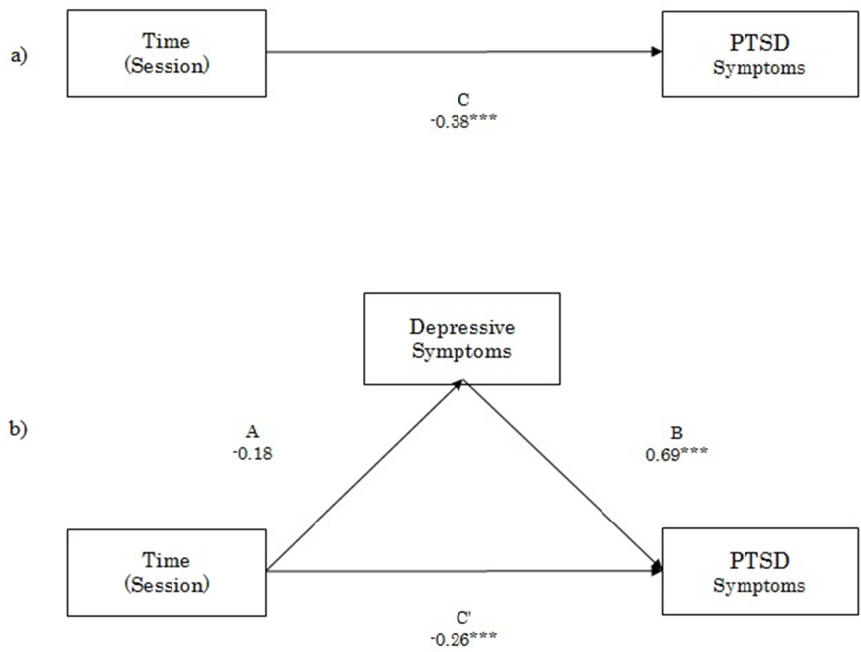 a)
Time
(Session)
PTSD
Symptoms
C
-0.38***
Depressive
Symptoms
b)
A
-0.18
B
0.69***
Time
(Session)
PTSD
Symptoms
C'
-0.26***